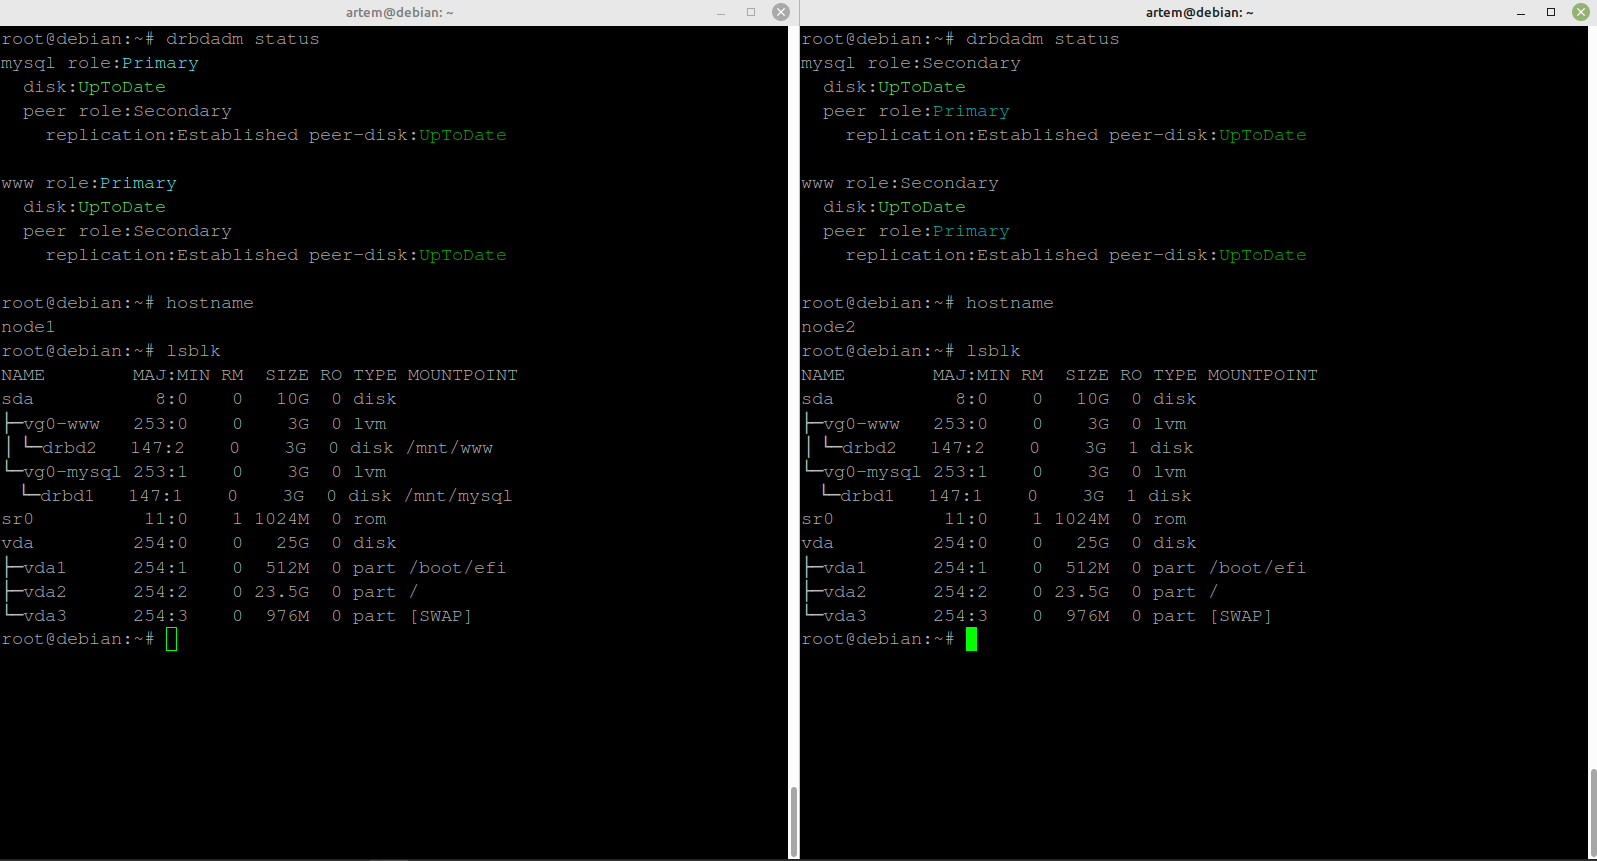 artem@debian: ~
root@debian:~# drbdadm status
mysql role:Primary
  disk:UpToDate
  peer role:Secondary
    replication:Established peer-disk:UpToDate

www role:Primary
  disk:UpToDate
  peer role:Secondary
    replication:Established peer-disk:UpToDate

root@debian:~# hostname
node1
root@debian:~# lsblk
NAME        MAJ:MIN RM  SIZE RO TYPE MOUNTPOINT
sda           8:0    0   10G  0 disk
├─vg0-www   253:0    0    3G  0 lvm
│ └─drbd2   147:2    0    3G  0 disk /mnt/www
└─vg0-mysql 253:1    0    3G  0 lvm
  └─drbd1   147:1    0    3G  0 disk /mnt/mysql
sr0          11:0    1 1024M  0 rom
vda         254:0    0   25G  0 disk
├─vda1      254:1    0  512M  0 part /boot/efi
├─vda2      254:2    0 23.5G  0 part /
└─vda3      254:3    0  976M  0 part [SWAP]
root@debian:~#
artem@debian: ~
root@debian:~# drbdadm status
mysql role:Secondary
  disk:UpToDate
  peer role:Primary
    replication:Established peer-disk:UpToDate

www role:Secondary
  disk:UpToDate
  peer role:Primary
    replication:Established peer-disk:UpToDate

root@debian:~# hostname
node2
root@debian:~# lsblk
NAME        MAJ:MIN RM  SIZE RO TYPE MOUNTPOINT
sda           8:0    0   10G  0 disk
├─vg0-www   253:0    0    3G  0 lvm
│ └─drbd2   147:2    0    3G  1 disk
└─vg0-mysql 253:1    0    3G  0 lvm
  └─drbd1   147:1    0    3G  1 disk
sr0          11:0    1 1024M  0 rom
vda         254:0    0   25G  0 disk
├─vda1      254:1    0  512M  0 part /boot/efi
├─vda2      254:2    0 23.5G  0 part /
└─vda3      254:3    0  976M  0 part [SWAP]
root@debian:~#